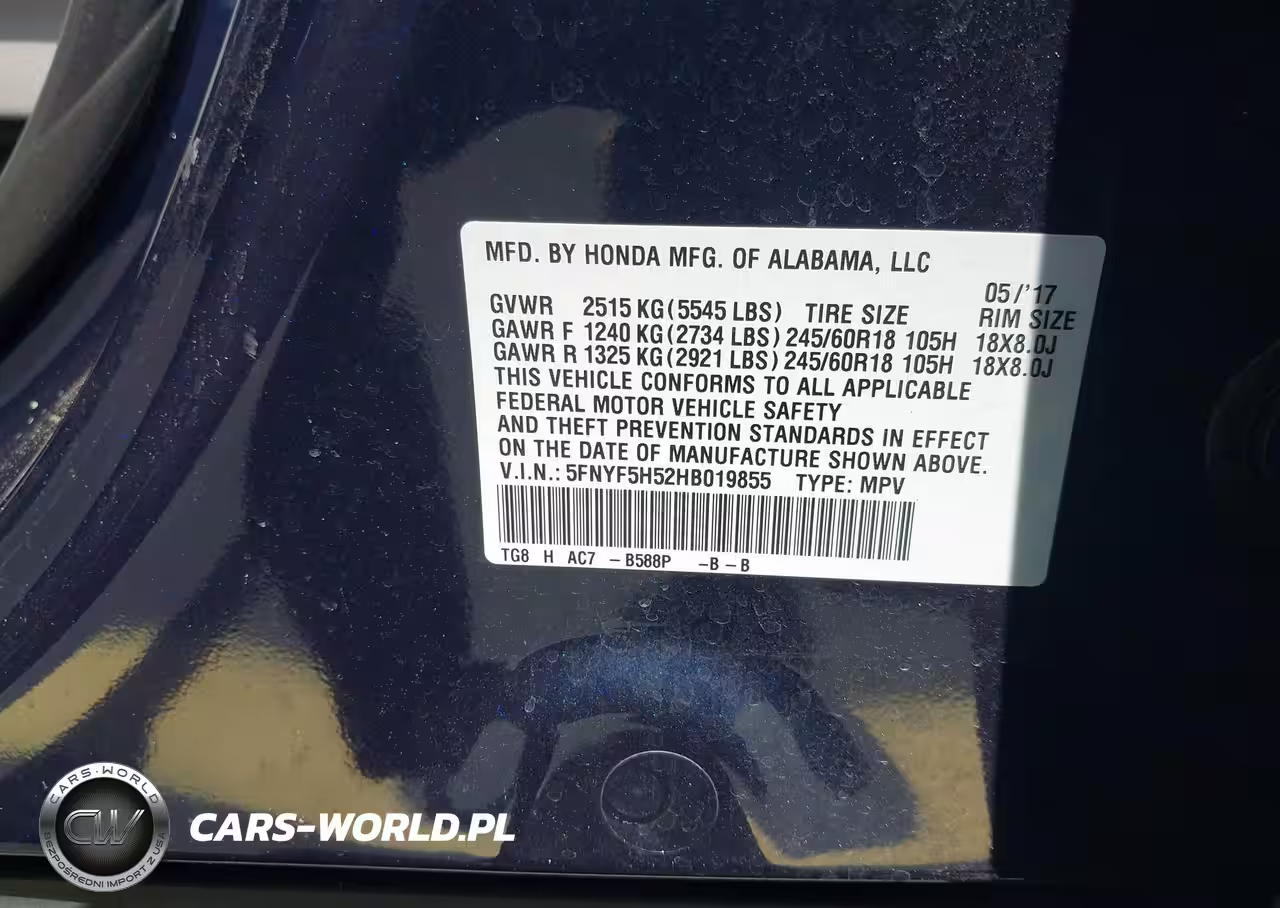 MFD. BY HONDA MFG. OF ALABAMA, LLC
05/'17
GVWR 2515 KG(5545 LBS) TIRE SIZE RIM SIZE
GAWR F 1240 KG(2734 LBS) 245/60R18 105H 18X8.0J
GAWR R 1325 KG(2921 LBS) 245/60R18 105H 18X8.0J
THIS VEHICLE CONFORMS TO ALL APPLICABLE
FEDERAL MOTOR VEHICLE SAFETY
AND THEFT PREVENTION STANDARDS IN EFFECT
ON THE DATE OF MANUFACTURE SHOWN ABOVE.
V.I.N.: 5FNYF5H52HB019855 TYPE: MPV
TG8 H AC7 -B588P -B-B
CARS-WORLD
CW
BEZPOŚREDNI IMPORT Z USA
CARS-WORLD.PL